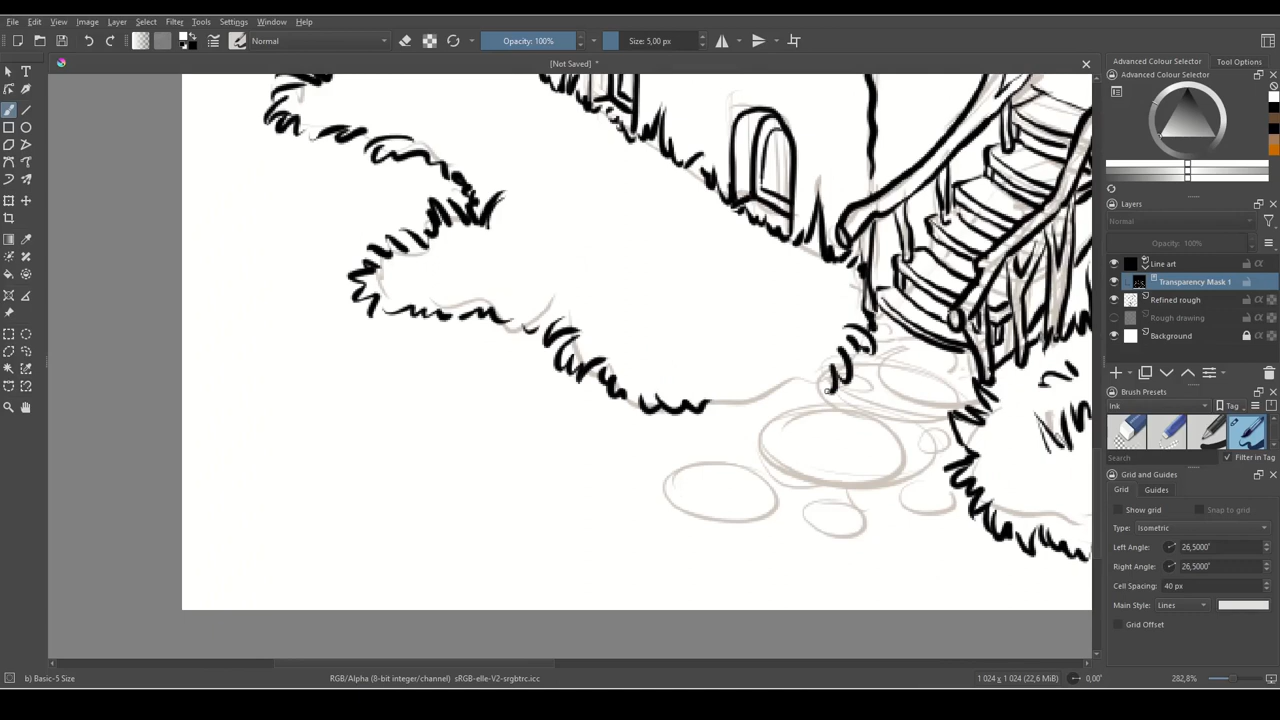 File Edit View Image Layer Select Filter Tools Settings Window Help
Normal Opacity: 100% Size: 5,00 px
[Not Saved] *
Advanced Colour Selector Tool Options
Advanced Colour Selector
Layers
Normal
Opacity: 100%
Line art
Transparency Mask 1
Refined rough
Rough drawing
Background
Brush Presets
Ink Tag
Search Filter in Tag
Grid and Guides
Grid Guides
Show grid Snap to grid
Type: Isometric
Left Angle: 26,5000°
Right Angle: 26,5000°
Cell Spacing: 40 px
Main Style: Lines
Grid Offset
b) Basic-5 Size RGB/Alpha (8-bit integer/channel) sRGB-elle-V2-srgbtrc.icc 1 024 x 1 024 (22,6 MiB) 0,00° 282,8%